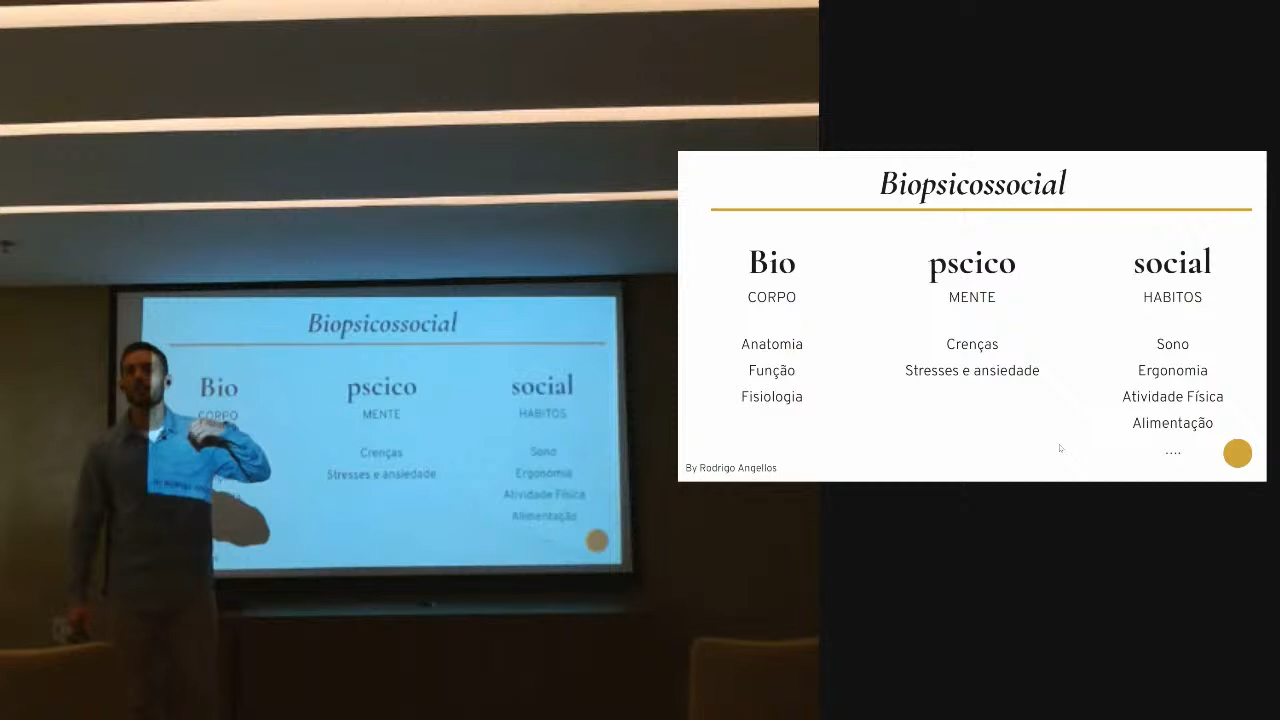 Biopsicossocial
Bio
CORPO
Anatomia
Função
Fisiologia
pscico
MENTE
Crenças
Stresses e ansiedade
social
HABITOS
Sono
Ergonomia
Atividade Física
Alimentação
....
By Rodrigo Angellos
Biopsicossocial
Bio
CORPO
pscico
MENTE
Crenças
Stresses e ansiedade
social
HABITOS
Sono
Ergonomia
Atividade Física
Alimentação